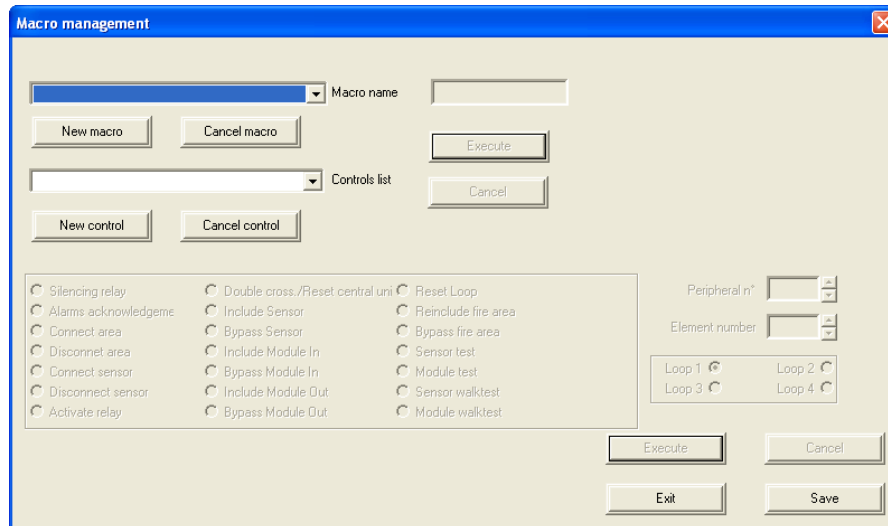 Macro management
Macro name
New macro
Cancel macro
Execute
Controls list
Cancel
New control
Cancel control
Silencing relay
Double cross./Reset central uni
Reset Loop
Alarms acknowledgeme
Include Sensor
Reinclude fire area
Connect area
Bypass Sensor
Bypass fire area
Disconnet area
Include Module In
Sensor test
Connect sensor
Bypass Module In
Module test
Disconnect sensor
Include Module Out
Sensor walktest
Activate relay
Bypass Module Out
Module walktest
Peripheral n°
Element number
Loop 1
Loop 2
Loop 3
Loop 4
Execute
Cancel
Exit
Save